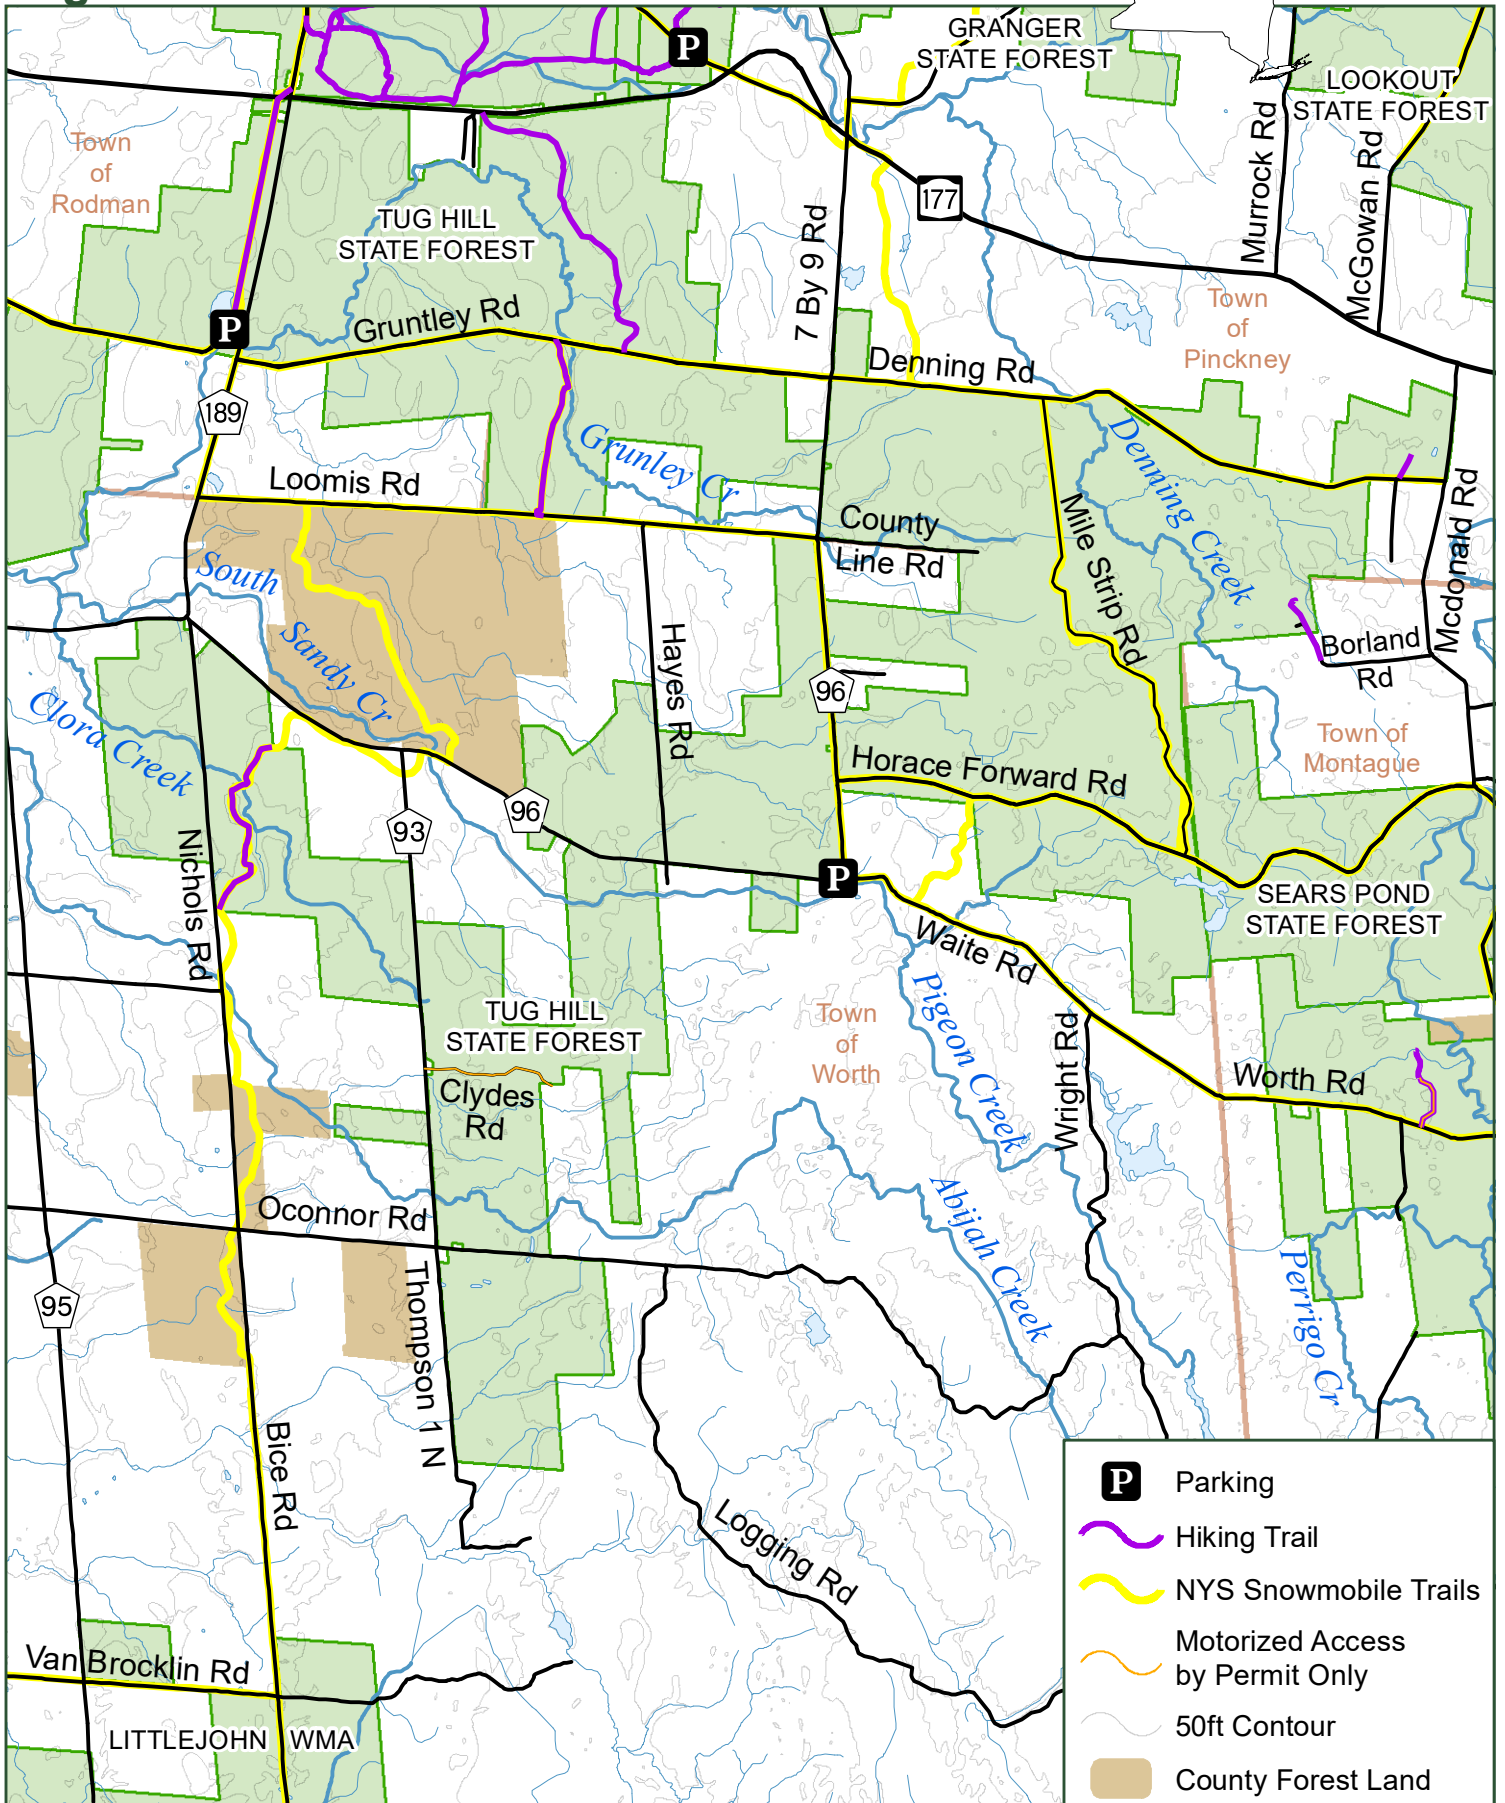 P
GRANGER
STATE FOREST
LOOKOUT
STATE FOREST
Town
of
Rodman
TUG HILL
STATE FOREST
177
7 By 9 Rd
Murrock Rd
McGowan Rd
P
Gruntley Rd
Town
of
Pinckney
Denning Rd
189
Grunley Cr
Denning Creek
Loomis Rd
County
Line Rd
Mile Strip Rd
Mcdonald Rd
South
Sandy Cr
Hayes Rd
Borland
Rd
96
Clora Creek
Town of
Montague
Horace Forward Rd
96
93
Nichols Rd
P
SEARS POND
STATE FOREST
Waite Rd
TUG HILL
STATE FOREST
Town
of
Worth
Pigeon Creek
Wright Rd
Worth Rd
Clydes
Rd
Abijah Creek
Oconnor Rd
Perrigo Cr
95
Thompson 1 N
Bice Rd
Logging Rd
Van Brocklin Rd
LITTLEJOHN WMA
P Parking
Hiking Trail
NYS Snowmobile Trails
Motorized Access
by Permit Only
50ft Contour
County Forest Land